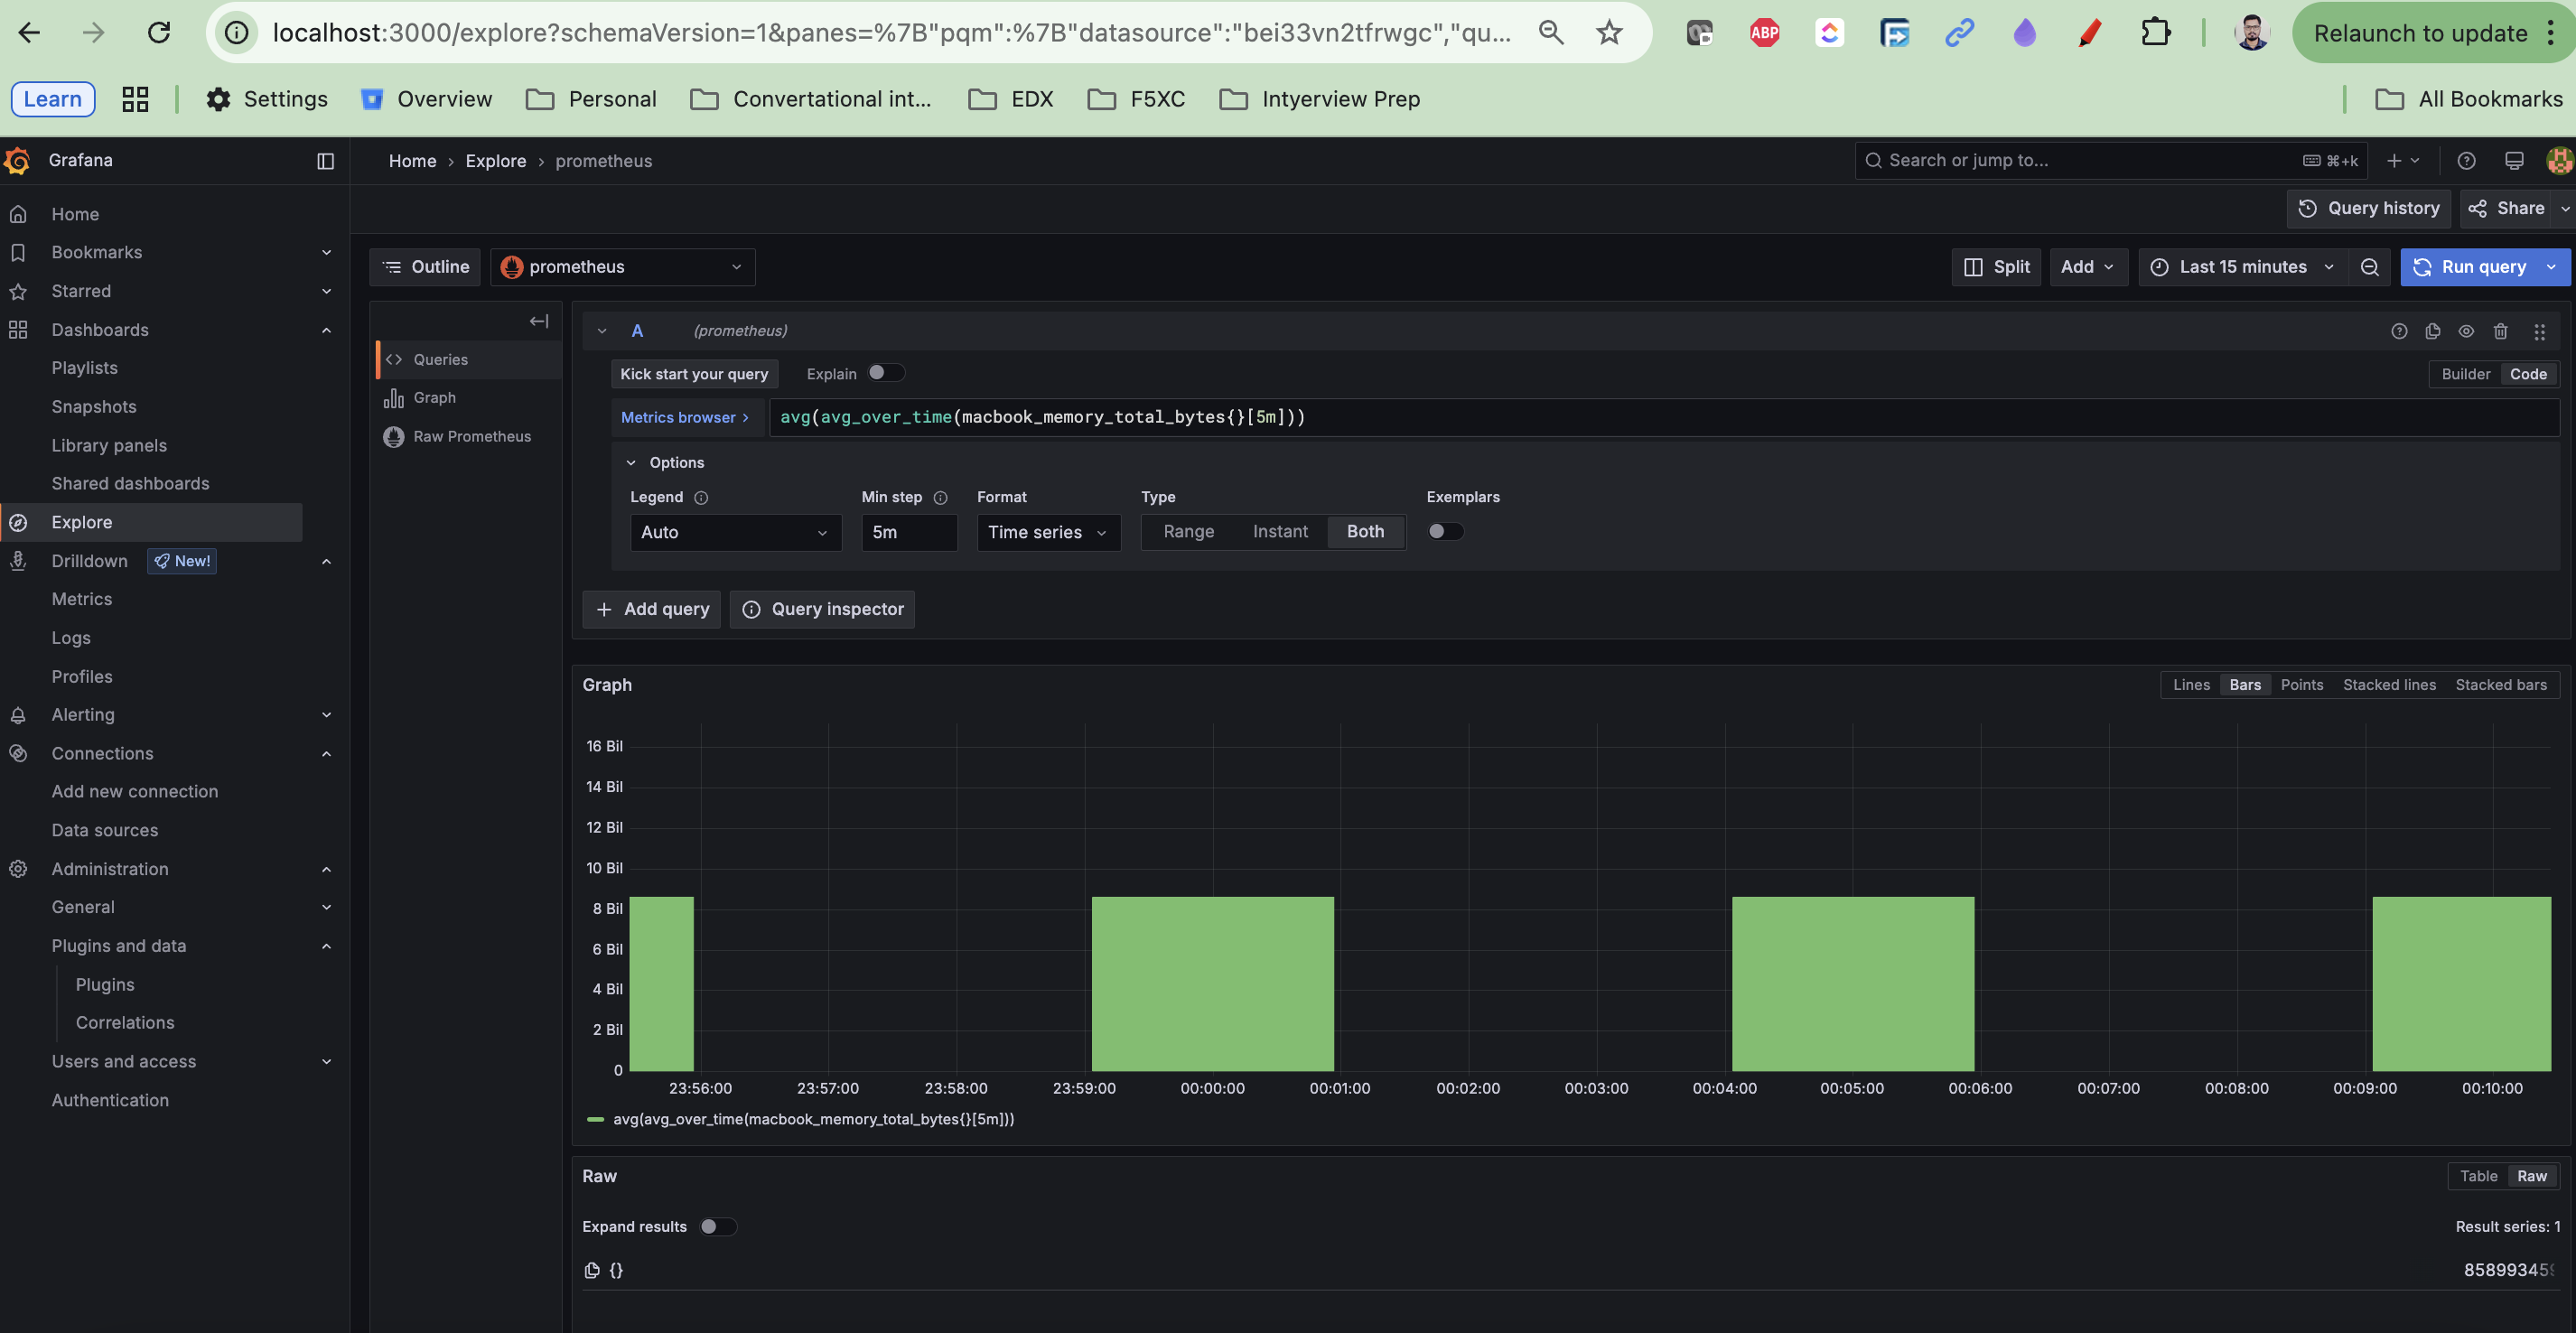 localhost:3000/explore?schemaVersion=1&panes=%7B"pqm":%7B"datasource":"bei33vn2tfrwgc","qu...
ABP
Relaunch to update
Learn
Settings
Overview
Personal
Convertational int...
EDX
F5XC
Intyerview Prep
All Bookmarks
Grafana
Home › Explore › prometheus
Search or jump to...
⌘+k
Query history
Share
Home
Bookmarks
Starred
Dashboards
Playlists
Snapshots
Library panels
Shared dashboards
Explore
Drilldown
New!
Metrics
Logs
Profiles
Alerting
Connections
Add new connection
Data sources
Administration
General
Plugins and data
Plugins
Correlations
Users and access
Authentication
Outline
prometheus
Split
Add
Last 15 minutes
Run query
Queries
Graph
Raw Prometheus
A
(prometheus)
Kick start your query
Explain
Builder
Code
Metrics browser >
avg(avg_over_time(macbook_memory_total_bytes{}[5m]))
Options
Legend
Min step
Format
Type
Exemplars
Auto
5m
Time series
Range
Instant
Both
+ Add query
Query inspector
Graph
Lines
Bars
Points
Stacked lines
Stacked bars
16 Bil
14 Bil
12 Bil
10 Bil
8 Bil
6 Bil
4 Bil
2 Bil
0
23:56:00
23:57:00
23:58:00
23:59:00
00:00:00
00:01:00
00:02:00
00:03:00
00:04:00
00:05:00
00:06:00
00:07:00
00:08:00
00:09:00
00:10:00
avg(avg_over_time(macbook_memory_total_bytes{}[5m]))
Raw
Table
Raw
Expand results
Result series: 1
{}
858993459